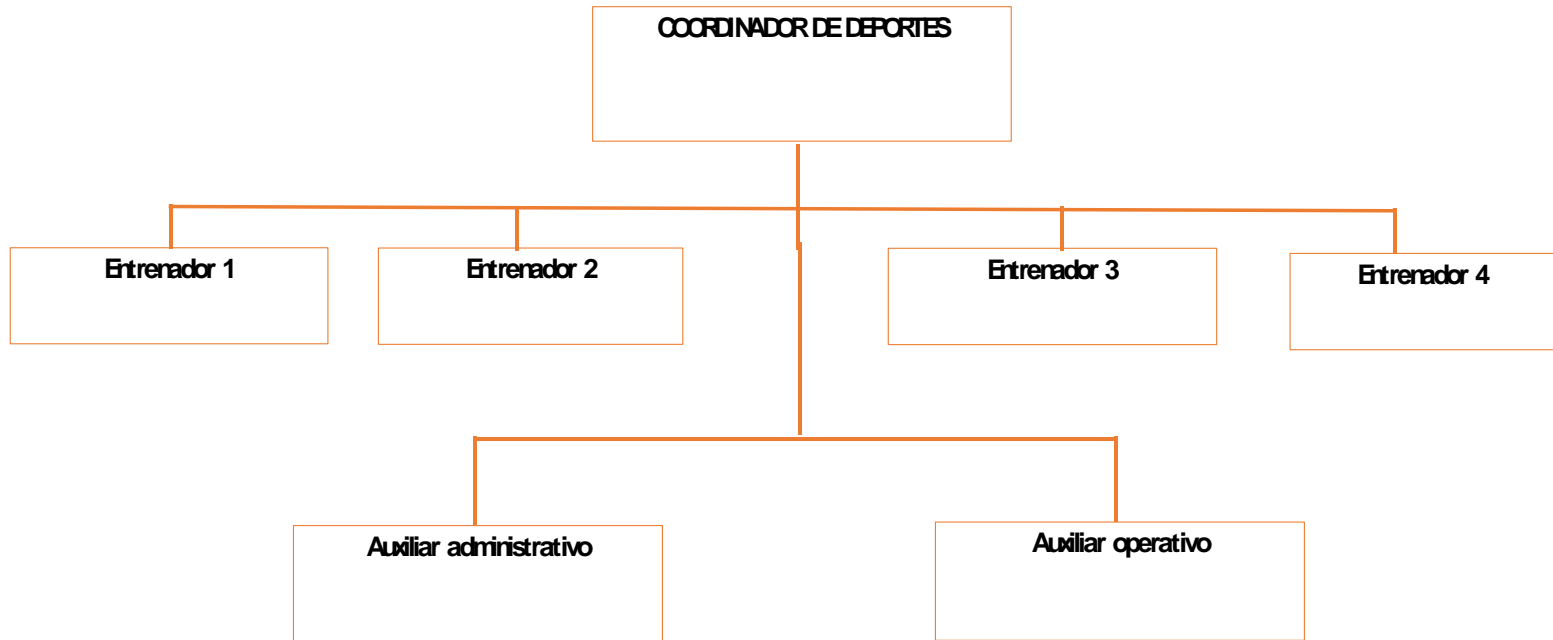 COORDINADOR DE DEPORTES
Entrenador 1
Entrenador 2
Entrenador 3
Entrenador 4
Auxiliar administrativo
Auxiliar operativo